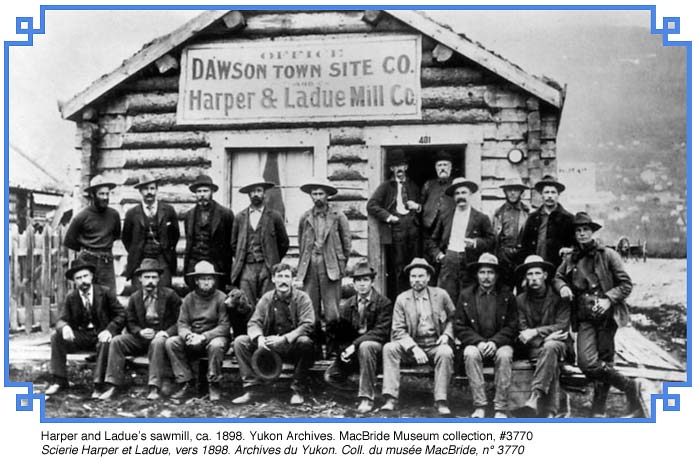 OFFICE
DAWSON TOWN SITE CO.
AND
Harper & Ladue Mill Co.
401
Harper and Ladue's sawmill, ca. 1898. Yukon Archives. MacBride Museum collection, #3770
Scierie Harper et Ladue, vers 1898. Archives du Yukon. Coll. du musée MacBride, n° 3770